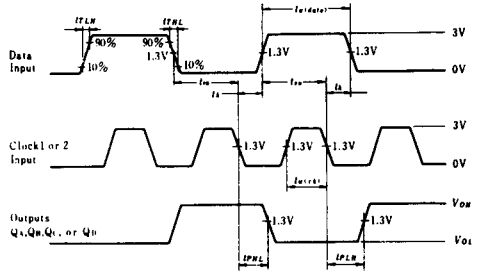 tTLH
tTHL
tw(data)
90%
90%
3V
Data
Input
1.3V
1.3V
1.3V
10%
10%
0V
tsu
tsu
th
th
3V
Clock1 or 2
Input
1.3V
1.3V
1.3V
tw(ck)
0V
Outputs
QA,QB,QC, or QD
VOH
1.3V
1.3V
VOL
tPHL
tPLH